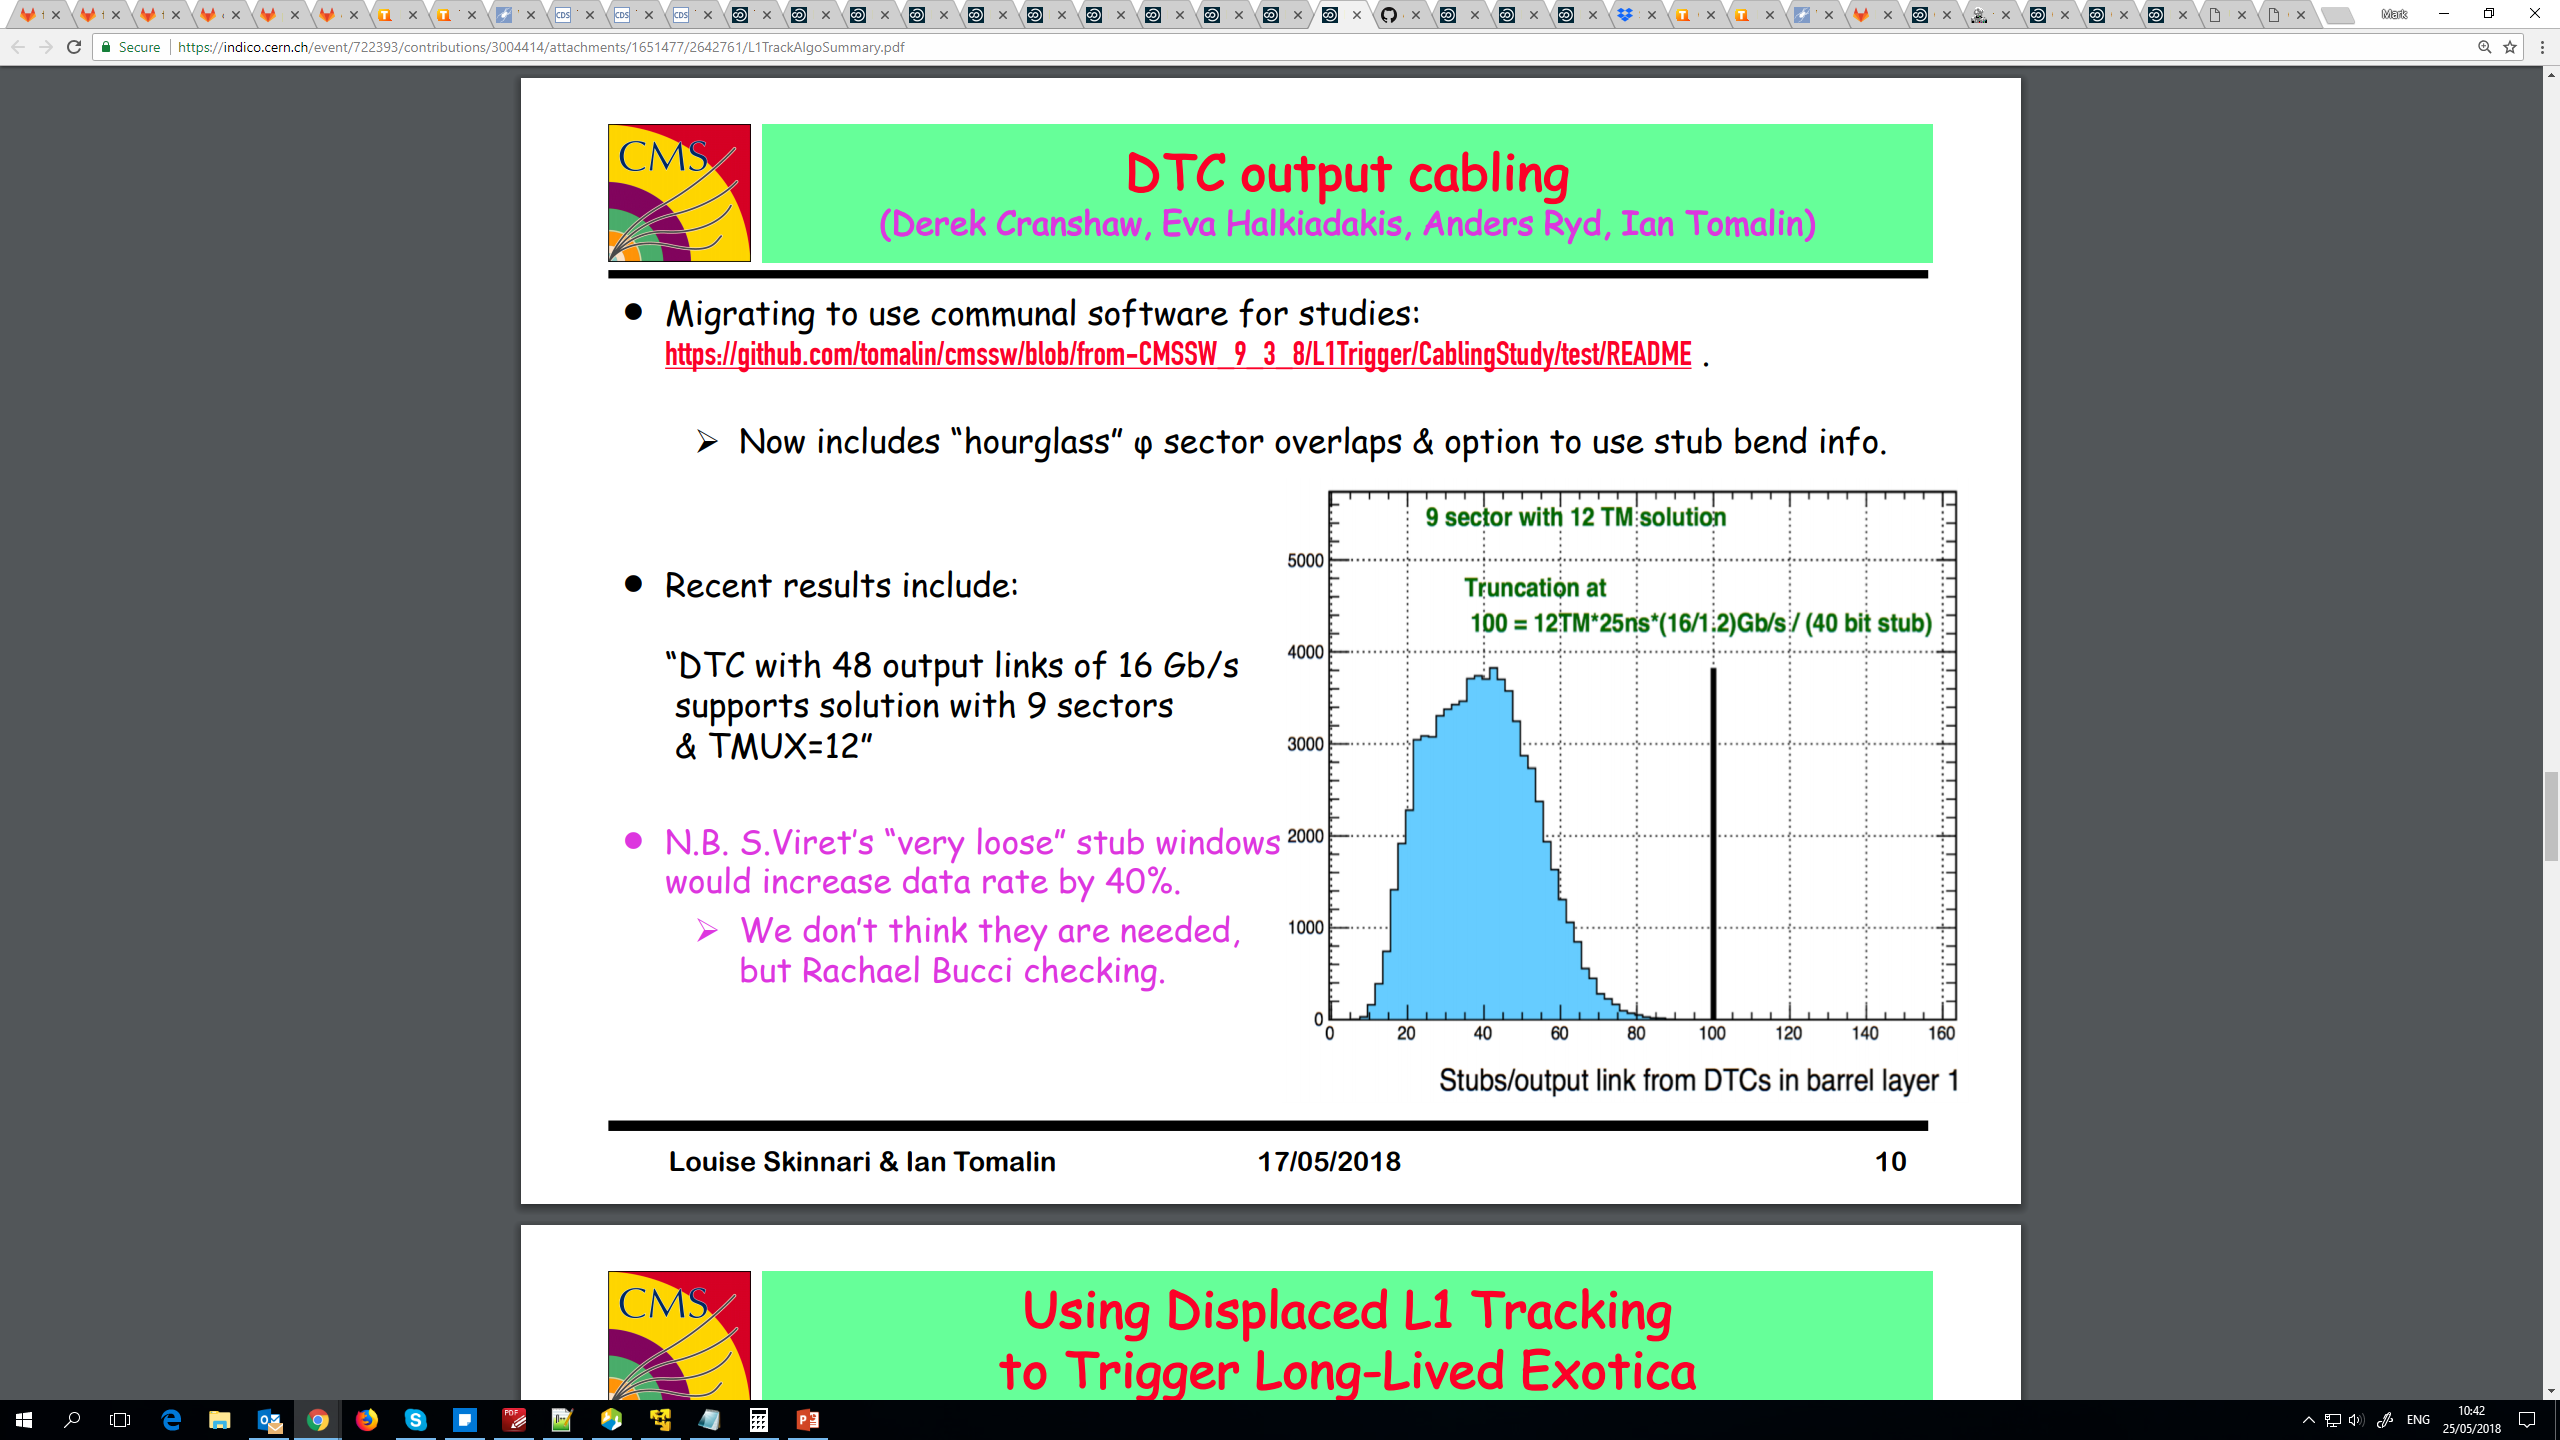 Mark
Secure
https://indico.cern.ch/event/722393/contributions/3004414/attachments/1651477/2642761/L1TrackAlgoSummary.pdf
CMS
DTC output cabling
(Derek Cranshaw, Eva Halkiadakis, Anders Ryd, Ian Tomalin)
● Migrating to use communal software for studies:
https://github.com/tomalin/cmssw/blob/from-CMSSW_9_3_8/L1Trigger/CablingStudy/test/README .
➢ Now includes “hourglass” φ sector overlaps & option to use stub bend info.
● Recent results include:
“DTC with 48 output links of 16 Gb/s
supports solution with 9 sectors
& TMUX=12”
● N.B. S.Viret’s “very loose” stub windows
would increase data rate by 40%.
➢ We don’t think they are needed,
but Rachael Bucci checking.
9 sector with 12 TM solution
Truncation at
100 = 12TM*25ns*(16/1.2)Gb/s / (40 bit stub)
5000
4000
3000
2000
1000
0
0 20 40 60 80 100 120 140 160
Stubs/output link from DTCs in barrel layer 1
Louise Skinnari & Ian Tomalin 17/05/2018 10
CMS
Using Displaced L1 Tracking
to Trigger Long-Lived Exotica
ENG
10:42
25/05/2018